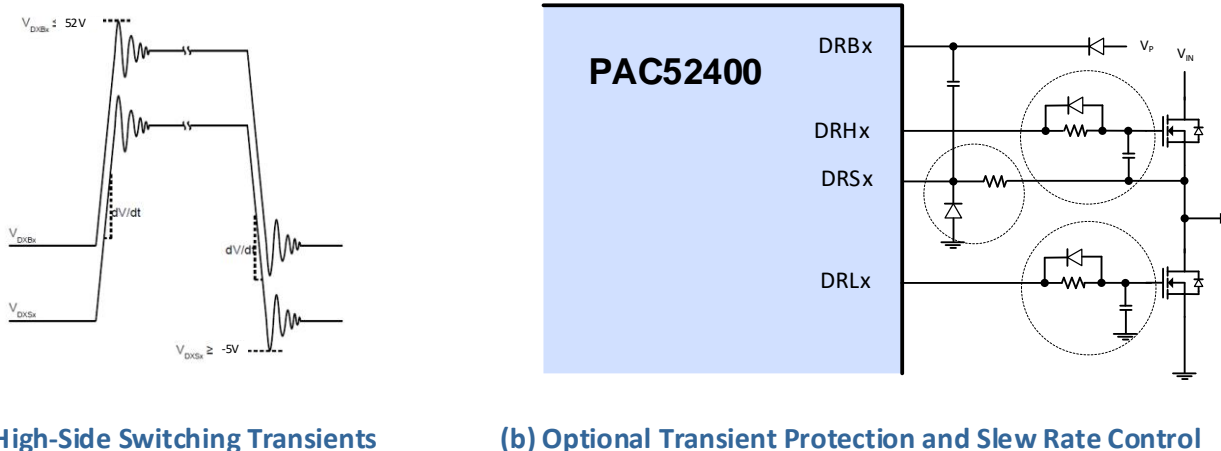 V_DXBx ≤ 52V
dV/dt
V_DXBx
dV/dt
V_DXSx
V_DXSx ≥ -5V
High-Side Switching Transients
PAC52400
DRBx
DRHx
DRSx
DRLx
V_P
V_IN
(b) Optional Transient Protection and Slew Rate Control